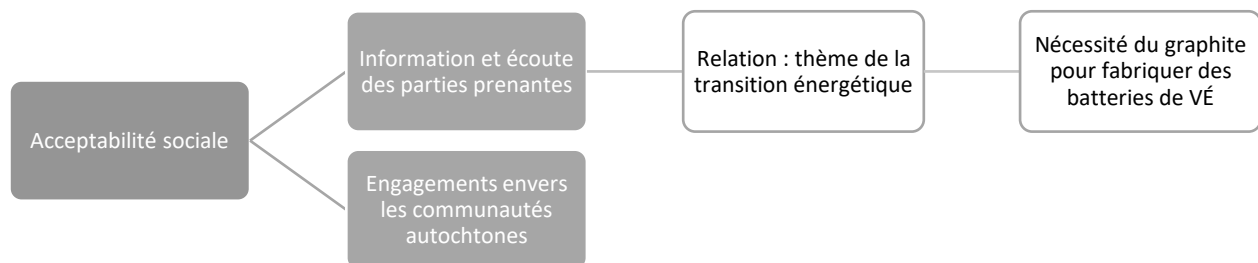 Acceptabilité sociale
Information et écoute
des parties prenantes
Relation : thème de la
transition énergétique
Nécessité du graphite
pour fabriquer des
batteries de VÉ
Engagements envers
les communautés
autochtones